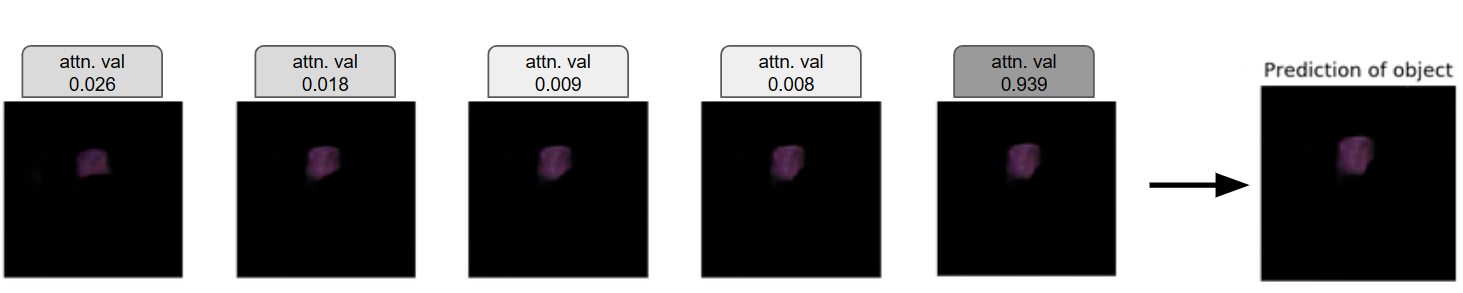 attn. val
0.026
attn. val
0.018
attn. val
0.009
attn. val
0.008
attn. val
0.939
Prediction of object